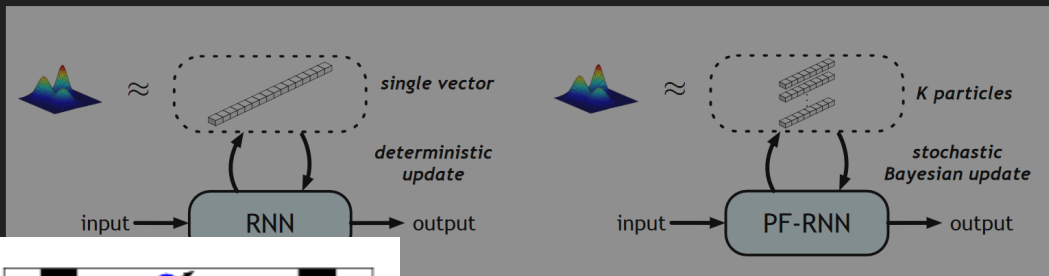 single vector
deterministic
update
input
RNN
output
K particles
stochastic
Bayesian update
input
PF-RNN
output